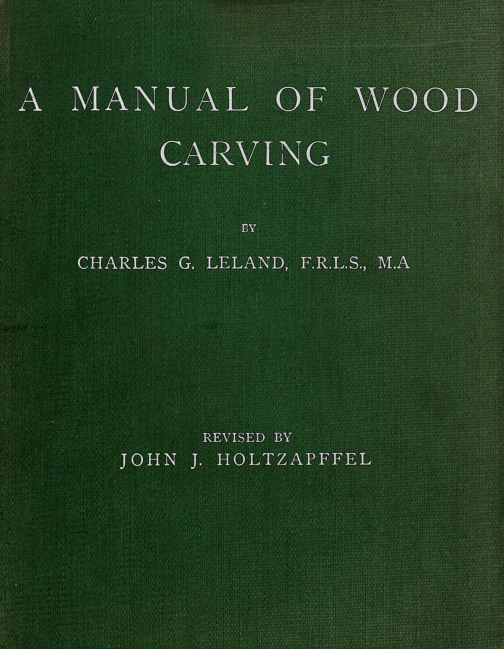 A MANUAL OF WOOD
CARVING
BY
CHARLES G. LELAND, F.R.L.S., M.A
REVISED BY
JOHN J. HOLTZAPFFEL